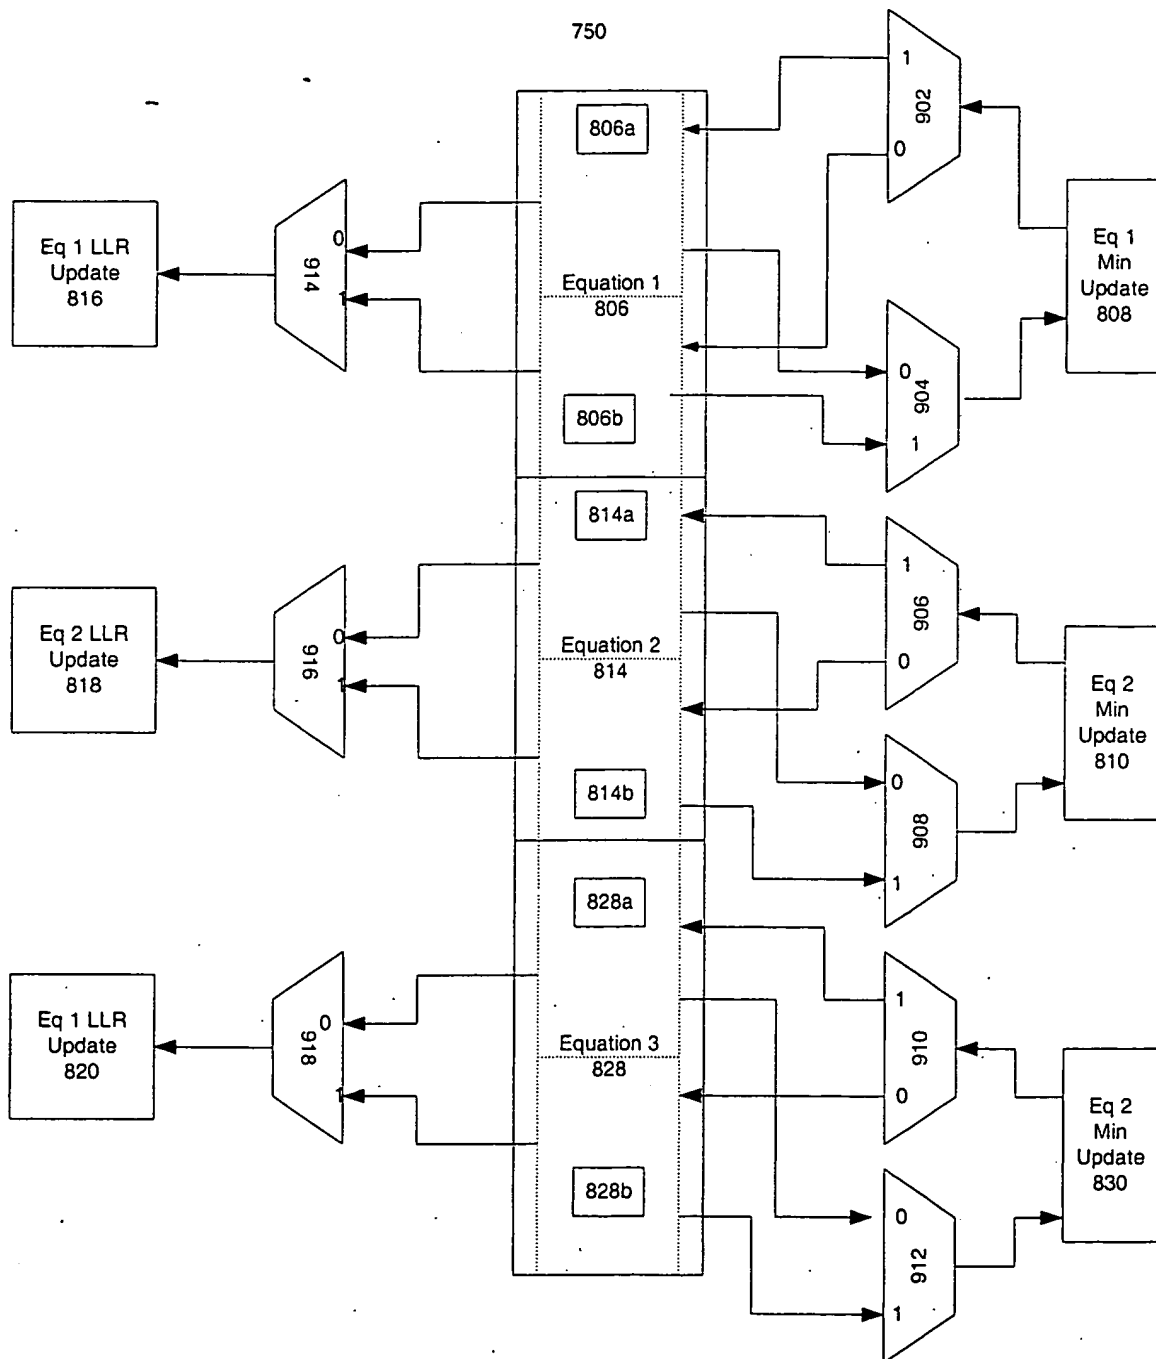 750
1
902
0
806a
Eq 1 LLR
Update
816
0
914
1
Equation 1
806
Eq 1
Min
Update
808
0
904
1
806b
814a
1
906
0
Eq 2 LLR
Update
818
0
916
1
Equation 2
814
Eq 2
Min
Update
810
0
908
1
814b
828a
1
910
0
Eq 1 LLR
Update
820
0
918
1
Equation 3
828
Eq 2
Min
Update
830
828b
0
912
1